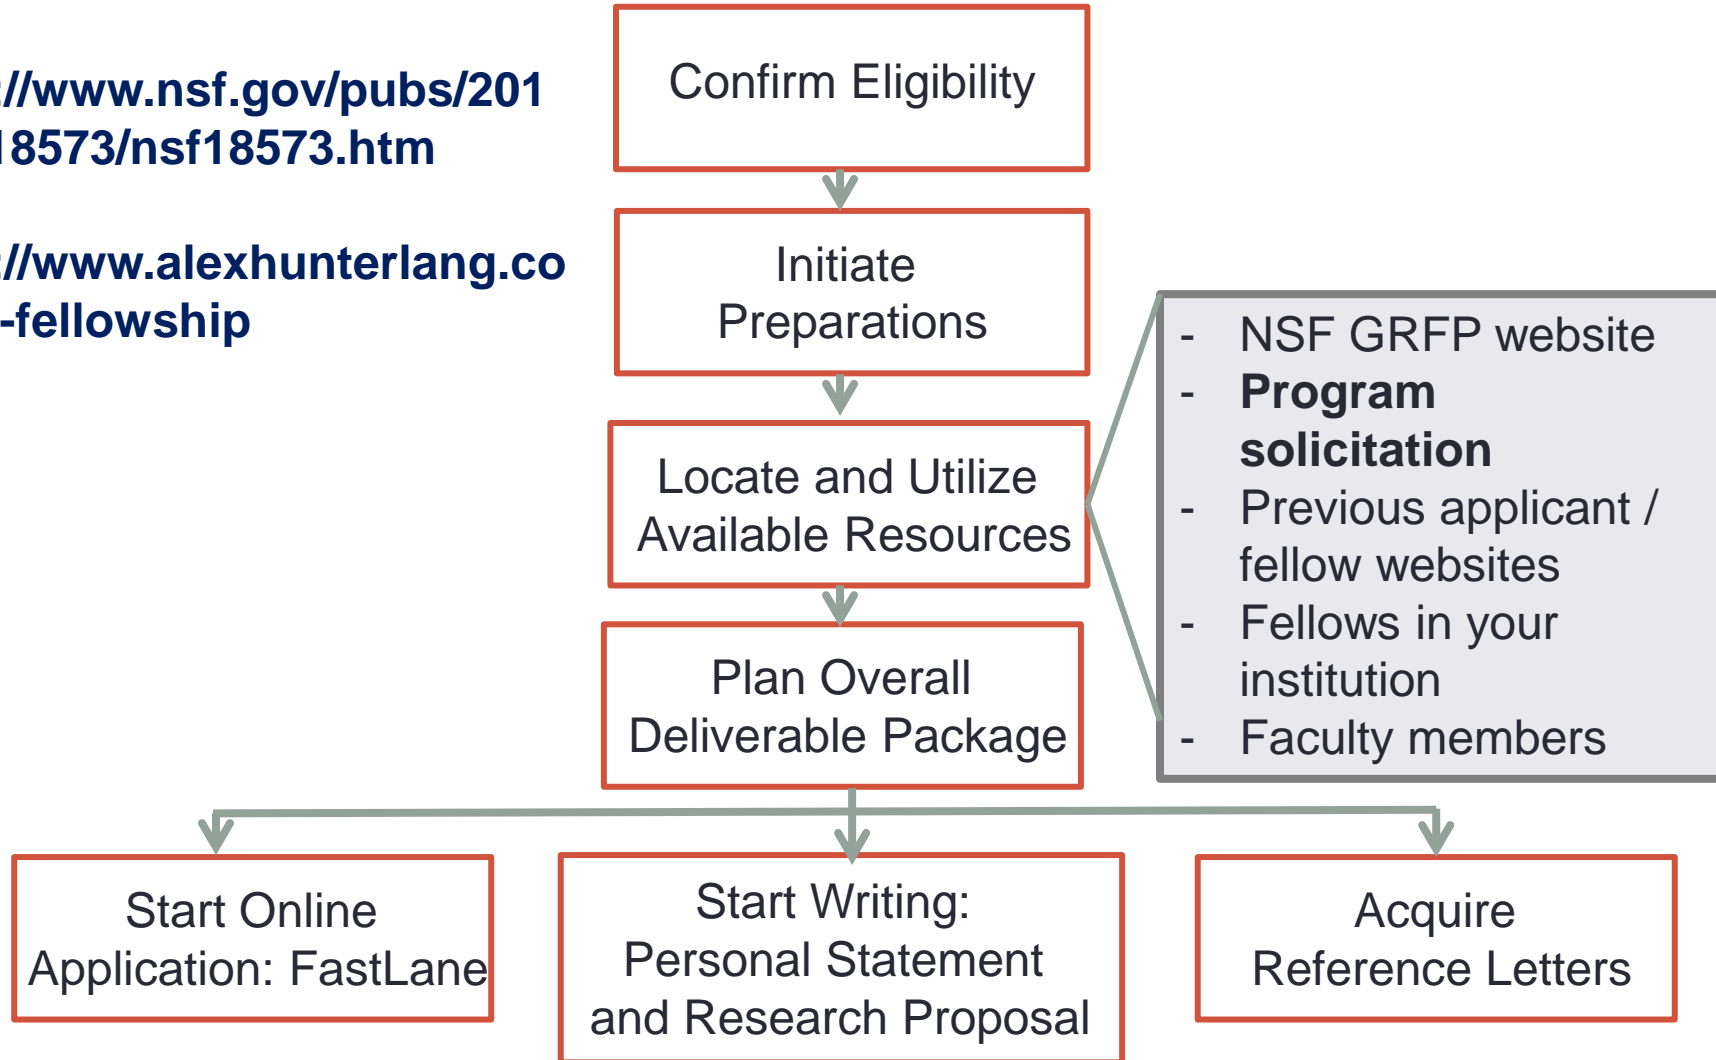 ://www.nsf.gov/pubs/201
18573/nsf18573.htm
://www.alexhunterlang.co
-fellowship
Confirm Eligibility
Initiate
Preparations
Locate and Utilize
Available Resources
- NSF GRFP website
- Program
solicitation
- Previous applicant /
fellow websites
- Fellows in your
institution
- Faculty members
Plan Overall
Deliverable Package
Start Online
Application: FastLane
Start Writing:
Personal Statement
and Research Proposal
Acquire
Reference Letters